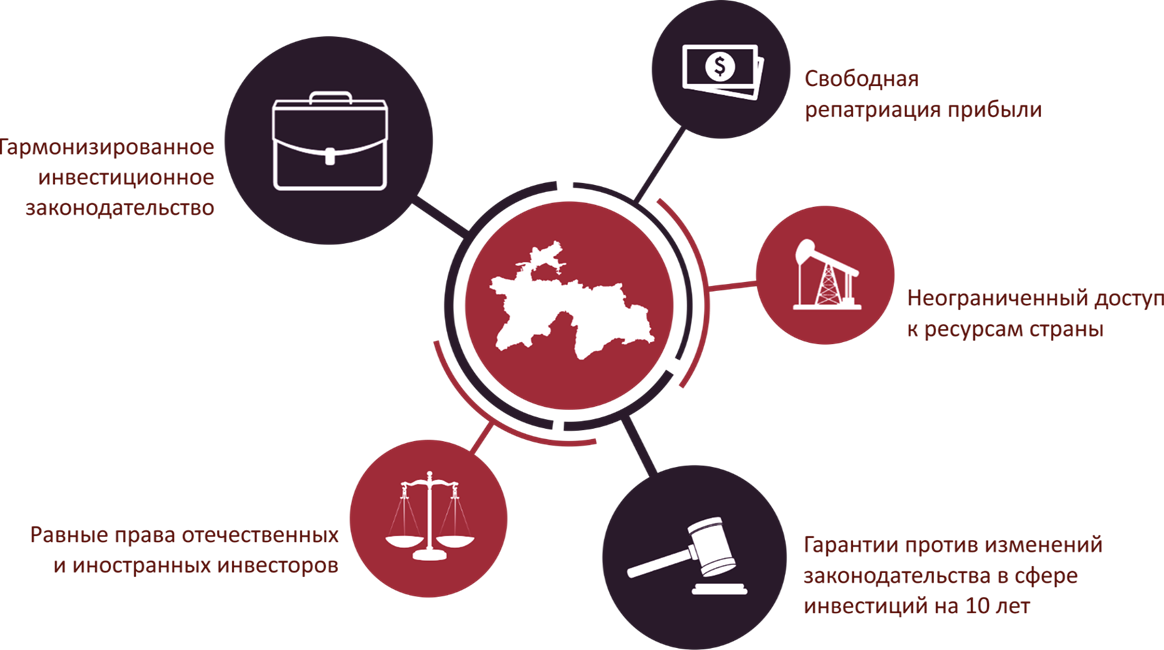 Свободная
репатриация прибыли
Гармонизированное
инвестиционное
законодательство
Неограниченный доступ
к ресурсам страны
Равные права отечественных
и иностранных инвесторов
Гарантии против изменений
законодательства в сфере
инвестиций на 10 лет
$